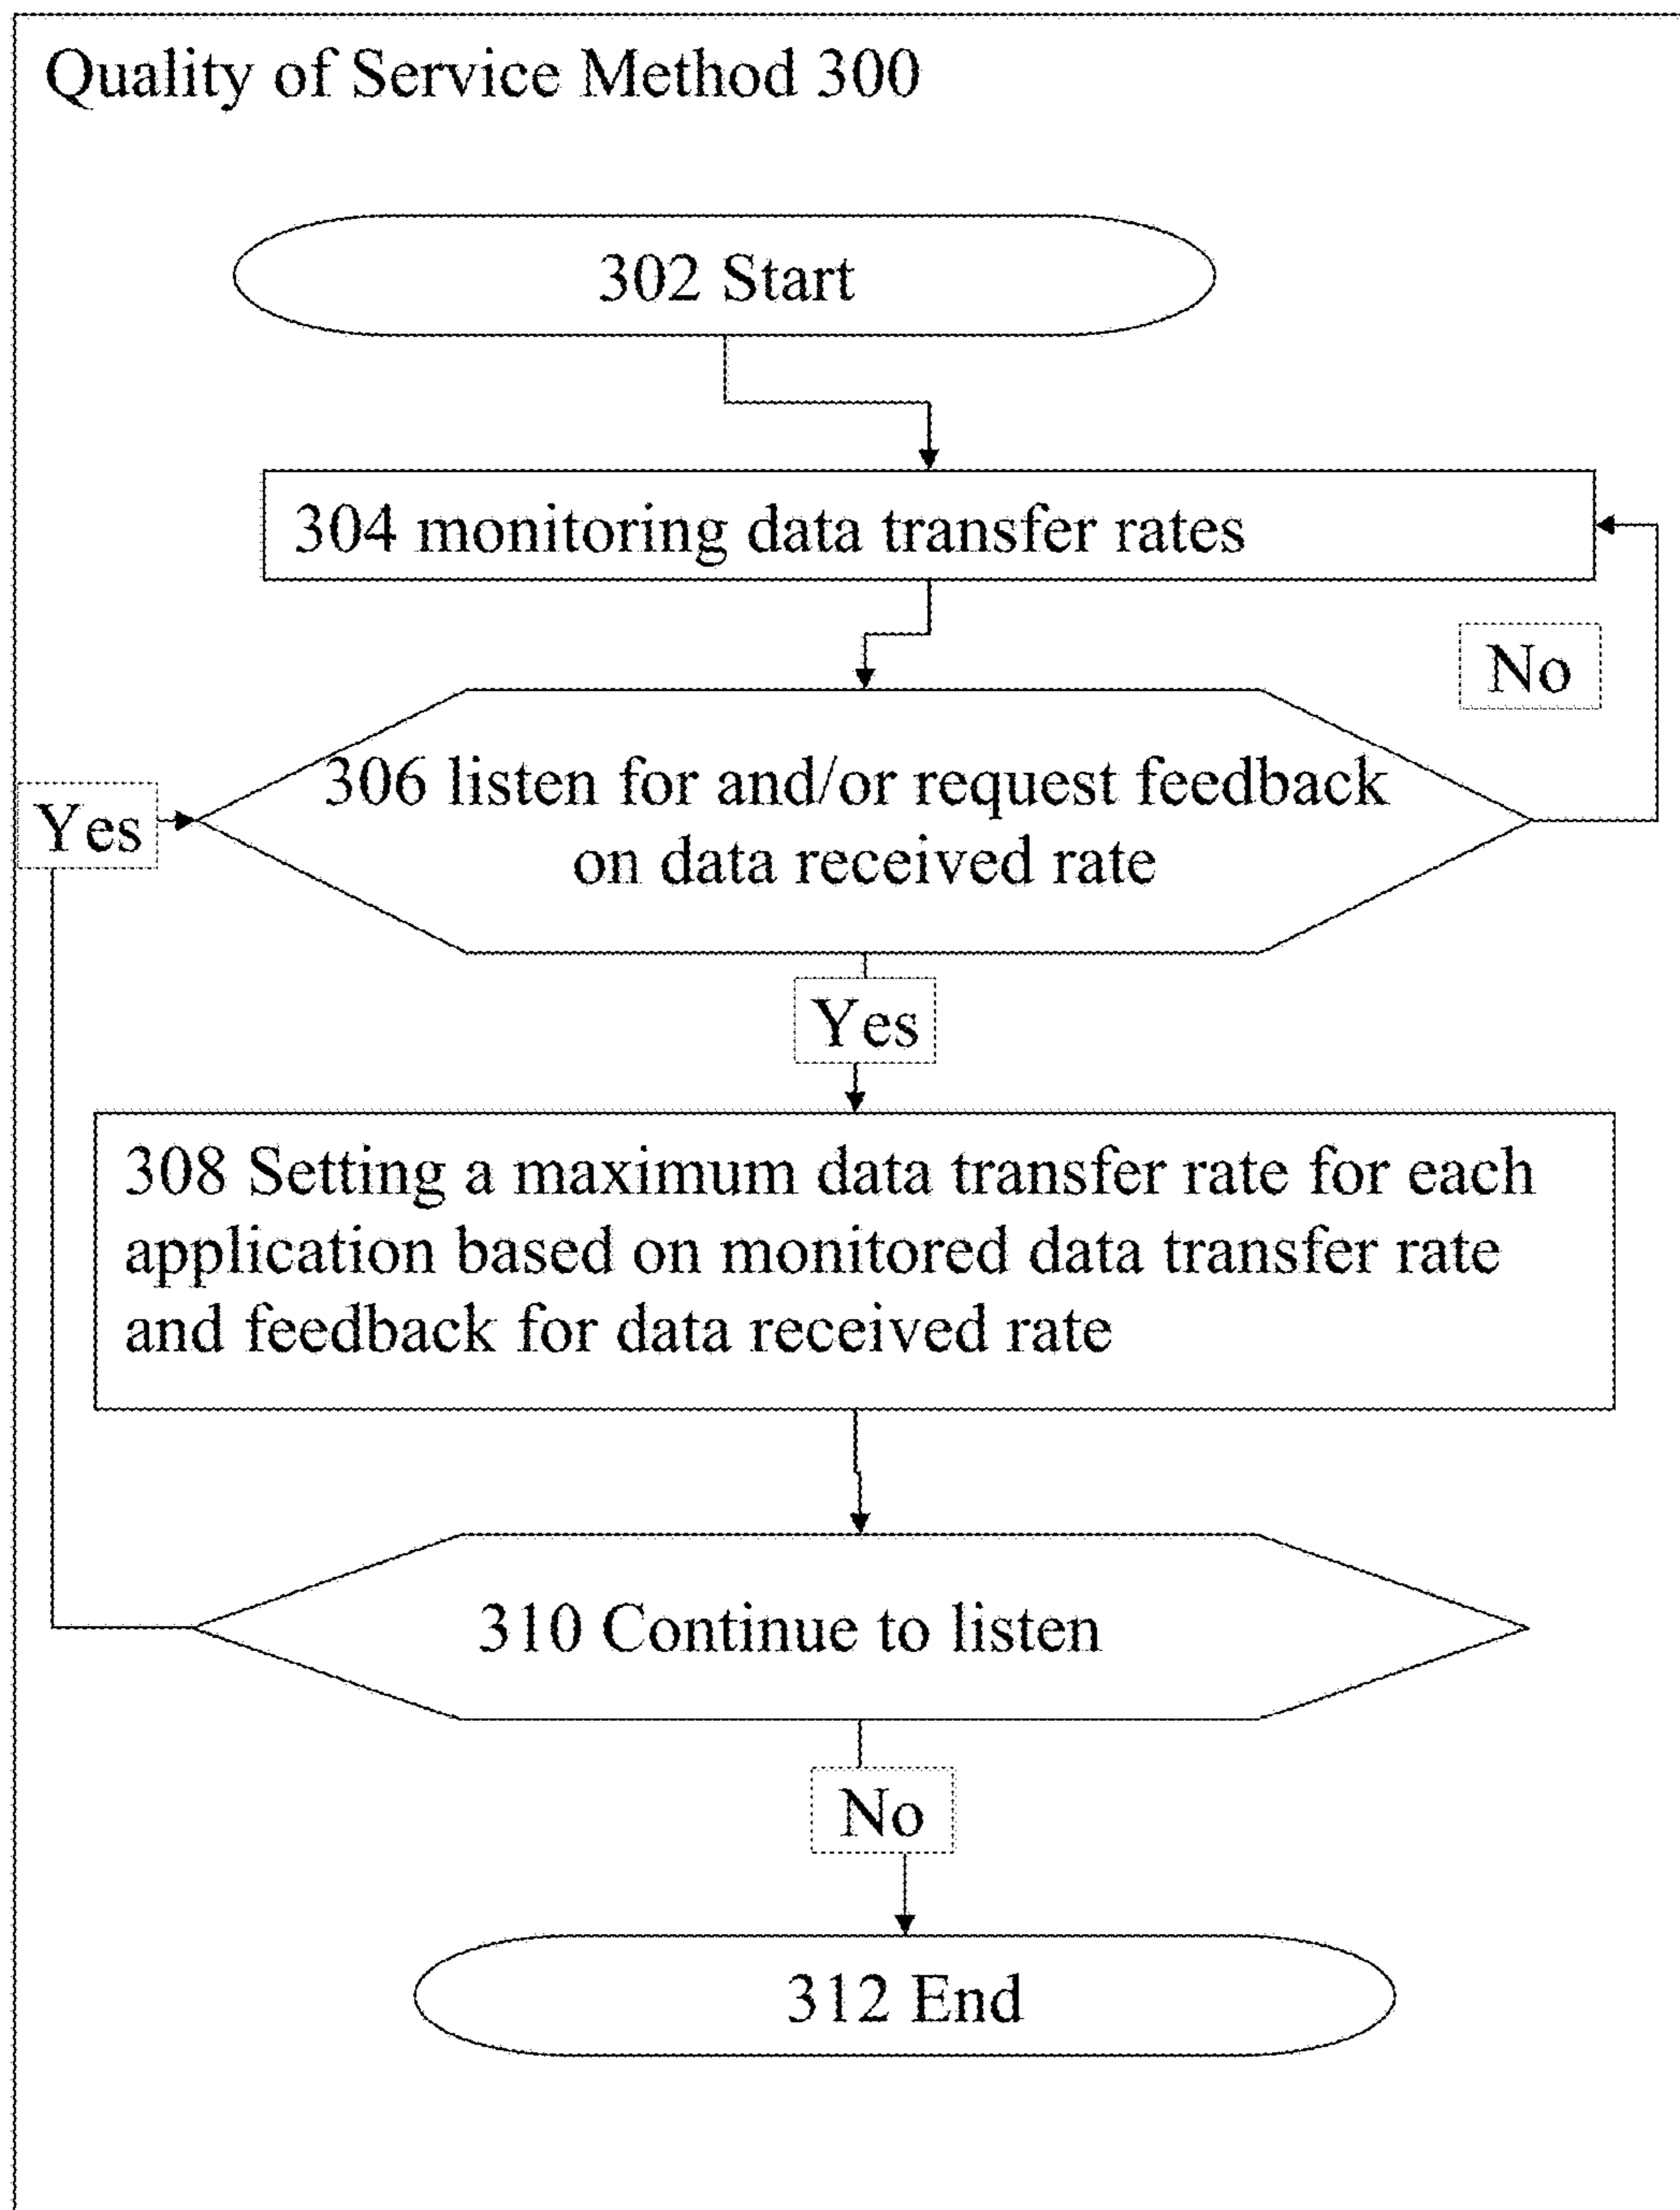 Quality of Service Method 300
302 Start
304 monitoring data transfer rates
No
306 listen for and/or request feedback
on data received rate
Yes
Yes
308 Setting a maximum data transfer rate for each
application based on monitored data transfer rate
and feedback for data received rate
310 Continue to listen
No
312 End